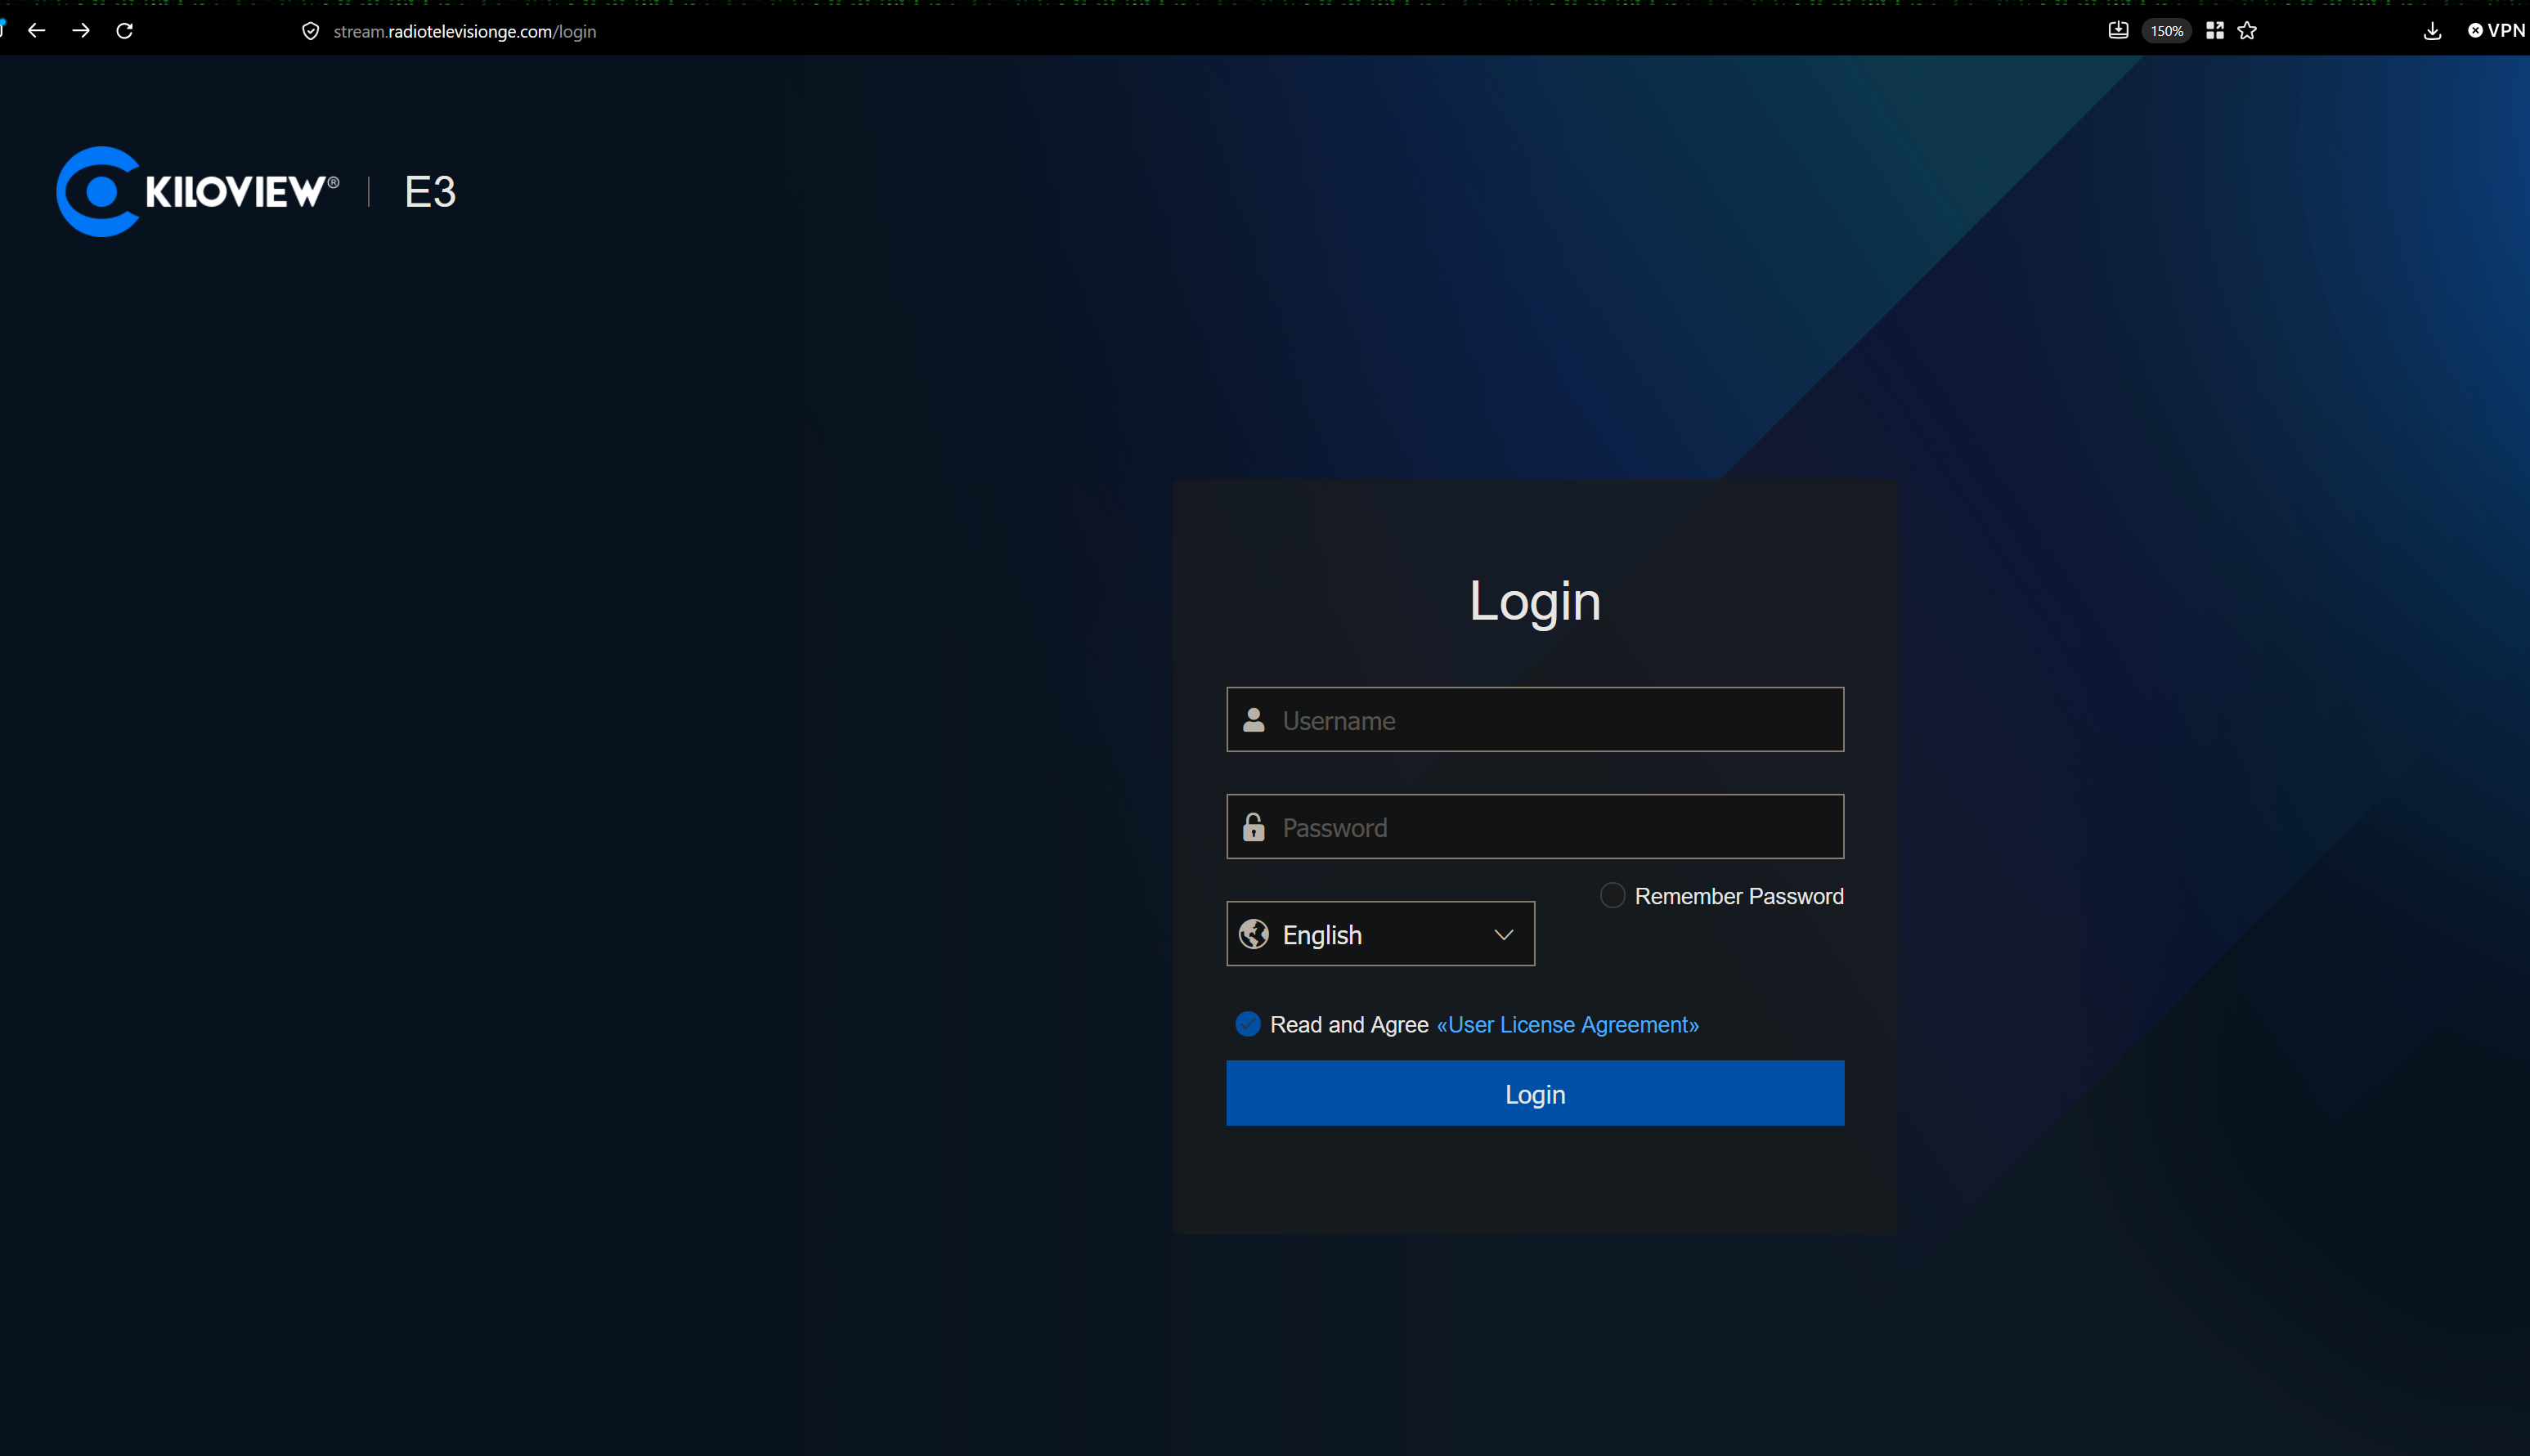 stream.radiotelevisionge.com/login
150%
VPN
KILOVIEW® | E3
Login
Username
Password
Remember Password
English
Read and Agree «User License Agreement»
Login